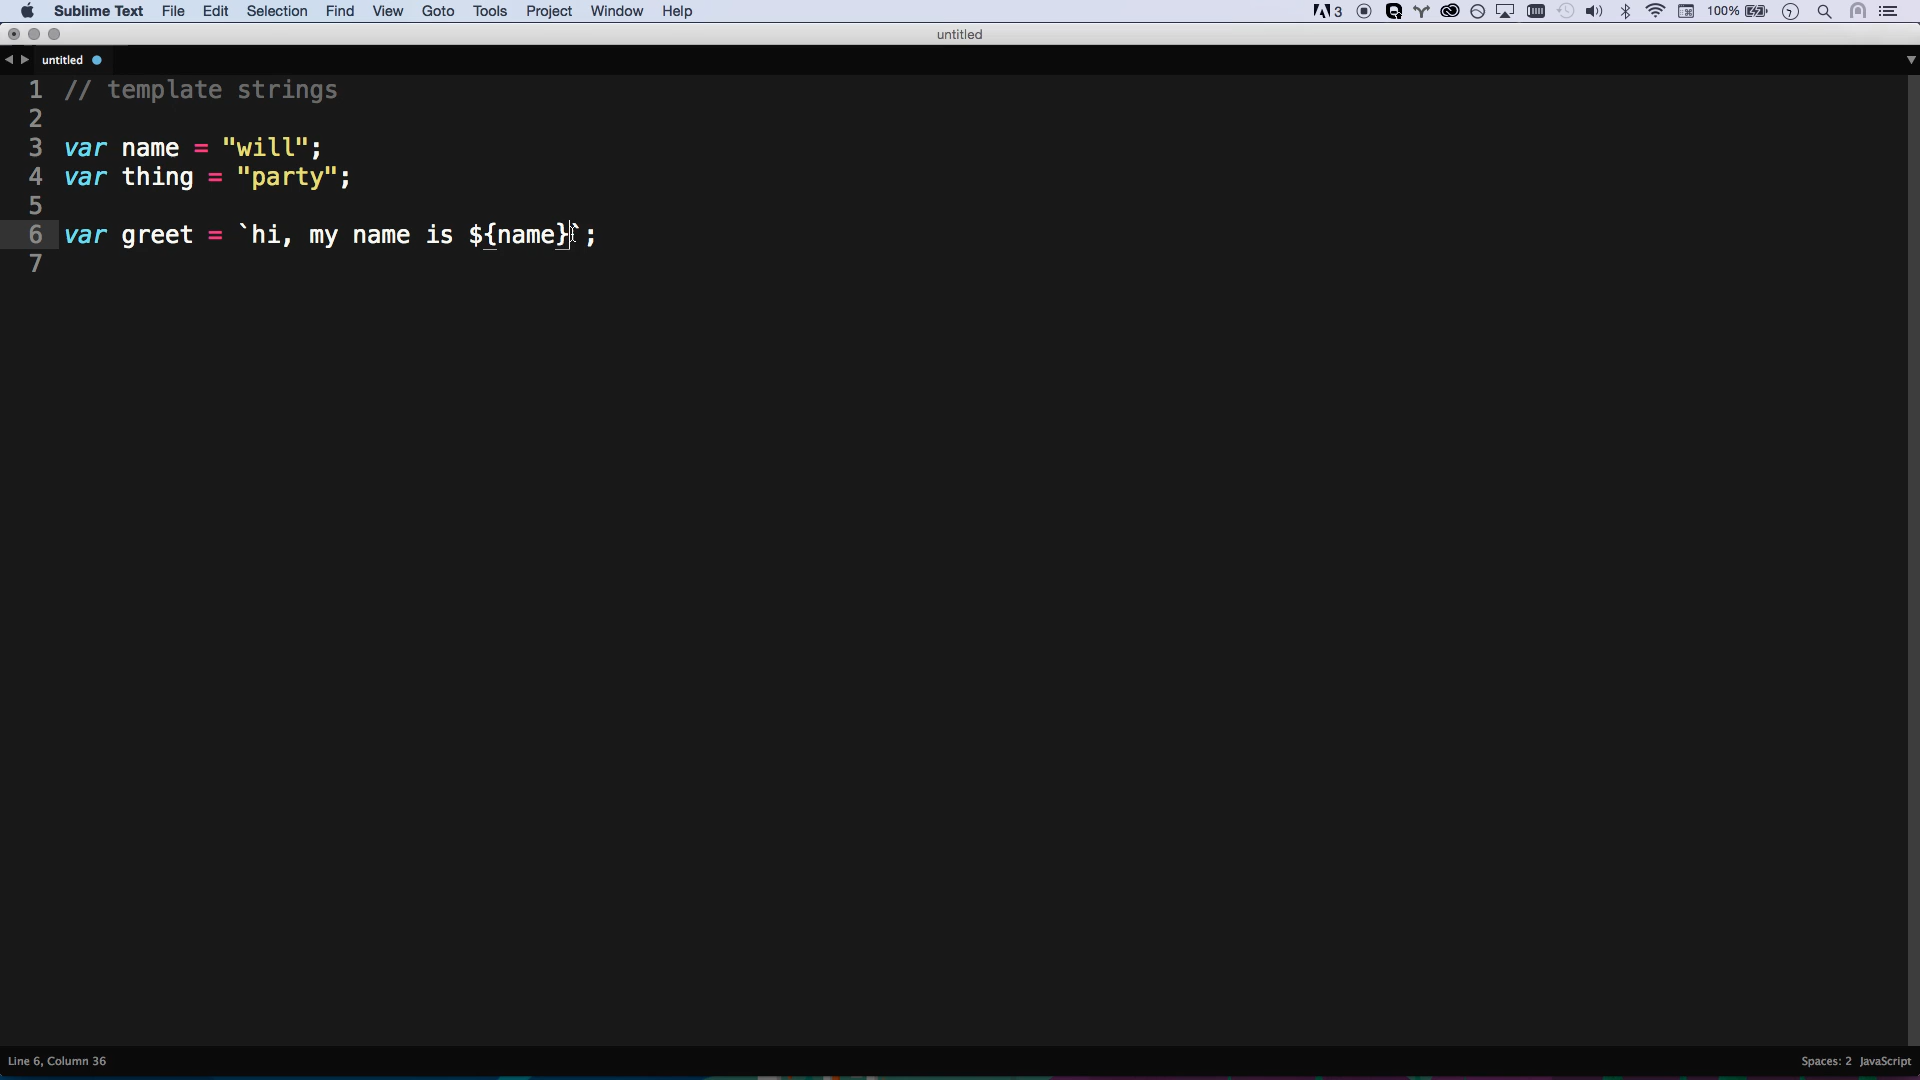 Sublime Text File Edit Selection Find View Goto Tools Project Window Help 3 100%
untitled
untitled
1 // template strings
2
3 var name = "will";
4 var thing = "party";
5
6 var greet = `hi, my name is ${name}`;
7
Line 6, Column 36 Spaces: 2 JavaScript